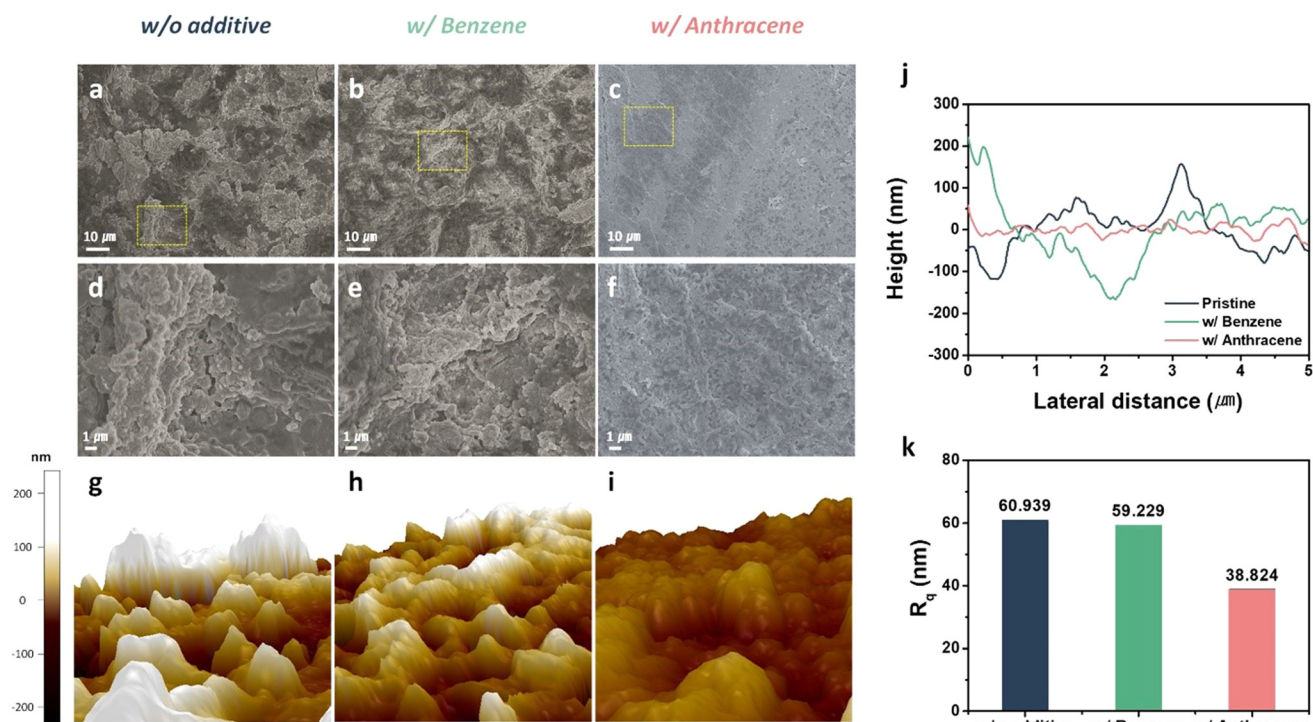 w/o additive
w/ Benzene
w/ Anthracene
a
10 μm
b
10 μm
c
10 μm
d
1 μm
e
1 μm
f
1 μm
nm
200
100
0
-100
-200
g
h
i
j
300
200
100
0
-100
-200
-300
Height (nm)
Pristine
w/ Benzene
w/ Anthracene
0 1 2 3 4 5
Lateral distance (μm)
k
80
60
40
20
0
Rq (nm)
60.939
59.229
38.824